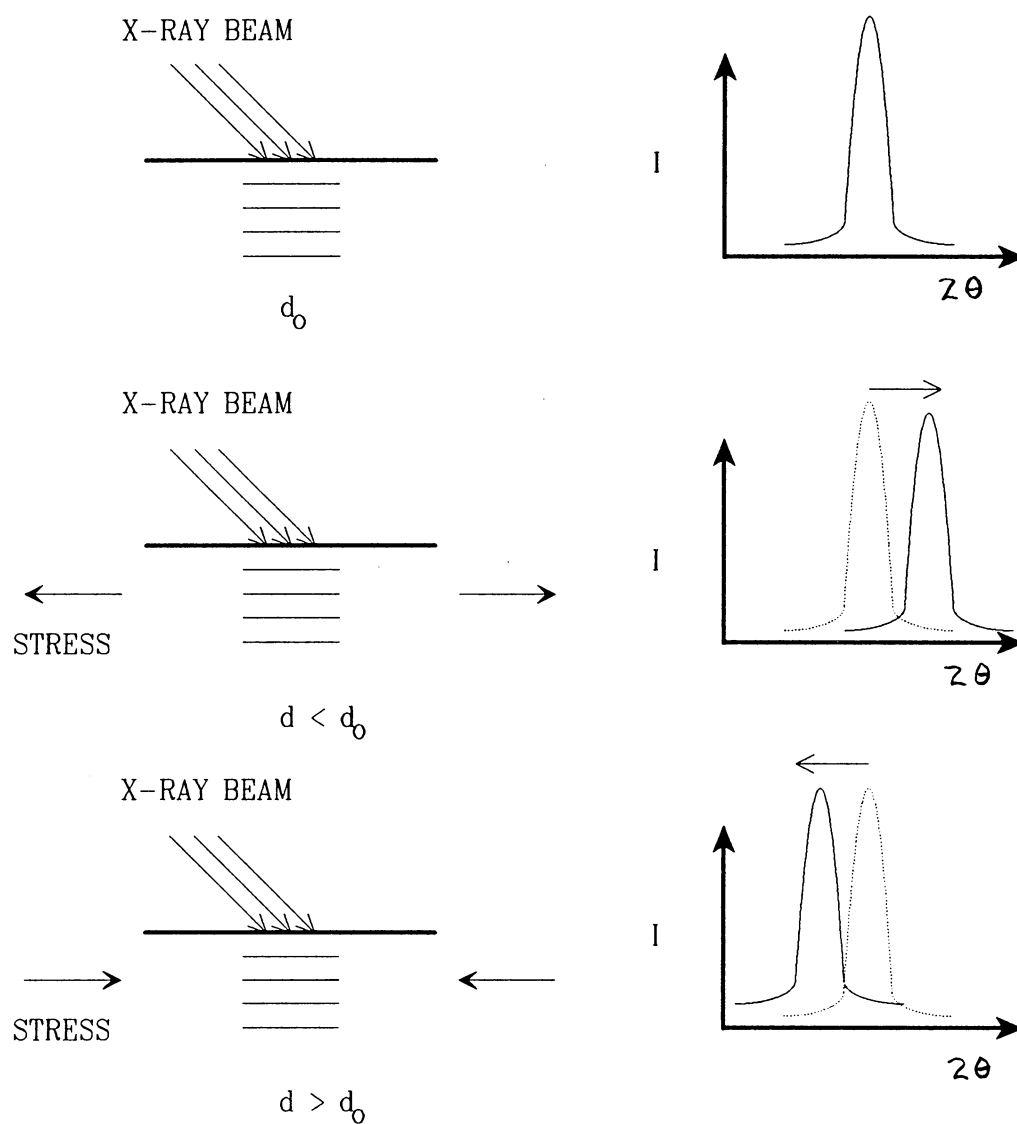 X-RAY BEAM
I
2θ
d₀
X-RAY BEAM
I
STRESS
2θ
d < d₀
X-RAY BEAM
I
STRESS
2θ
d > d₀